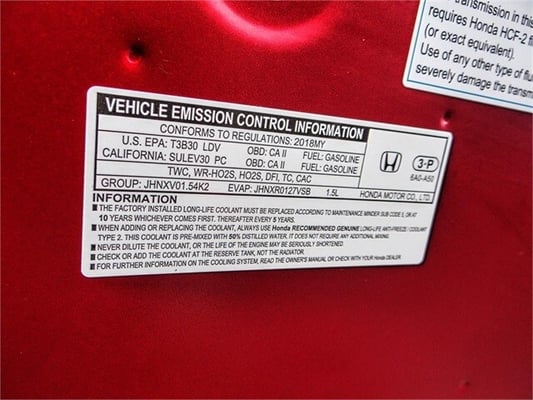 transmission in this
requires Honda HCF-2 f
(or exact equivalent).
Use of any other type of flu
severely damage the transm
VEHICLE EMISSION CONTROL INFORMATION
CONFORMS TO REGULATIONS: 2018MY
U.S. EPA: T3B30 LDV OBD: CA II FUEL: GASOLINE
CALIFORNIA: SULEV30 PC OBD: CA II FUEL: GASOLINE
TWC, WR-HO2S, HO2S, DFI, TC, CAC
GROUP: JHNXV01.54K2 EVAP: JHNXR0127VSB 1.5L
3-P
6A0-A50
HONDA MOTOR CO., LTD.
INFORMATION
■ THE FACTORY INSTALLED LONG-LIFE COOLANT MUST BE REPLACED ACCORDING TO MAINTENANCE MINDER SUB CODE 5, OR AT
10 YEARS WHICHEVER COMES FIRST. THEREAFTER EVERY 5 YEARS.
■ WHEN ADDING OR REPLACING THE COOLANT, ALWAYS USE Honda RECOMMENDED GENUINE LONG-LIFE ANTI-FREEZE / COOLANT
TYPE 2. THIS COOLANT IS PRE-MIXED WITH 50% DISTILLED WATER. IT DOES NOT REQUIRE ANY ADDITIONAL MIXING.
■ NEVER DILUTE THE COOLANT, OR THE LIFE OF THE ENGINE MAY BE SERIOUSLY SHORTENED.
■ CHECK OR ADD THE COOLANT AT THE RESERVE TANK, NOT THE RADIATOR.
■ FOR FURTHER INFORMATION ON THE COOLING SYSTEM, READ THE OWNER'S MANUAL OR CHECK WITH YOUR Honda DEALER.